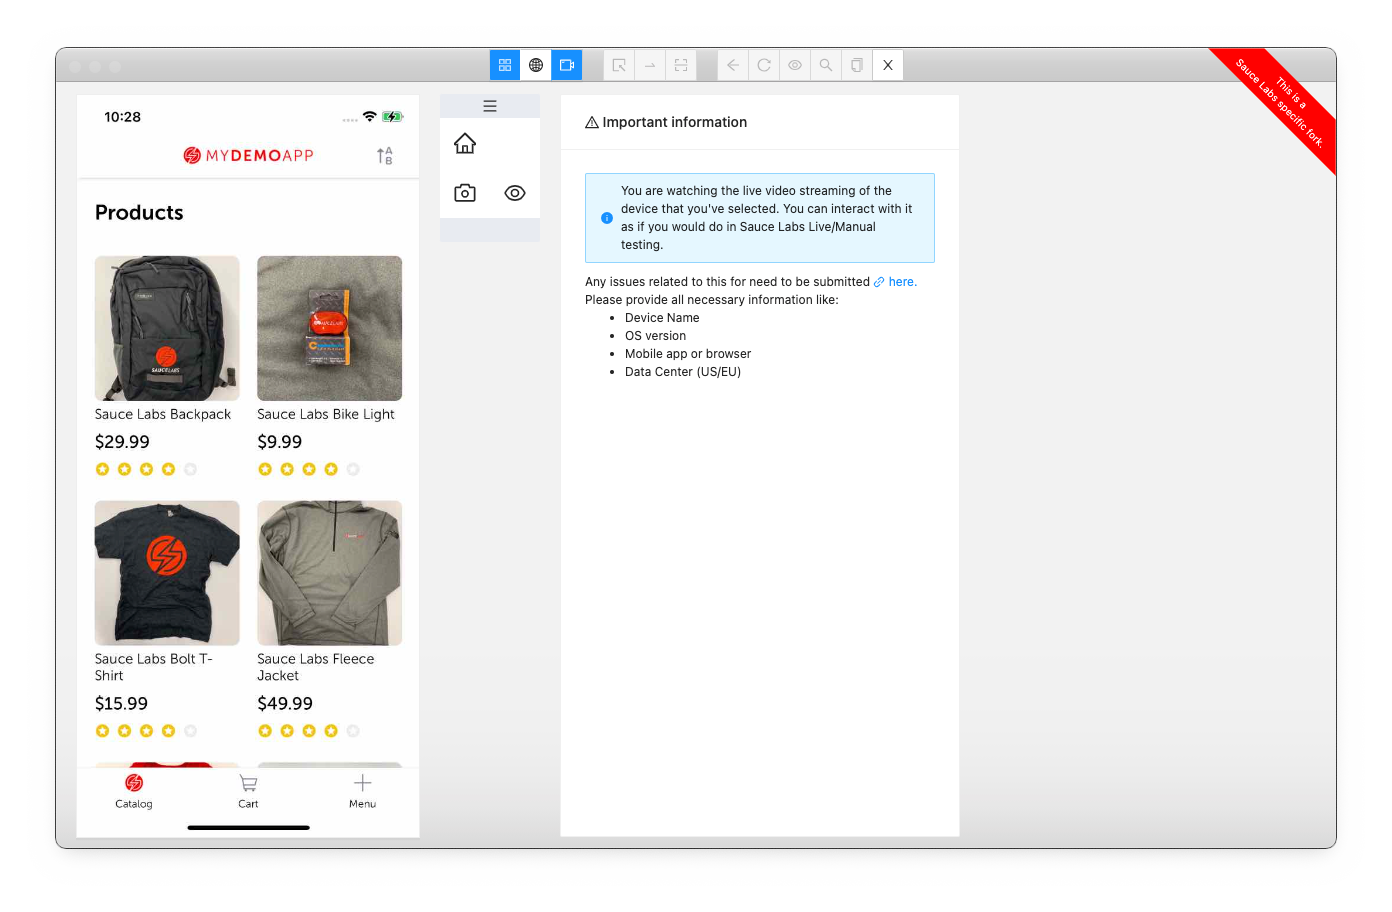 X
This is a
Sauce Labs specific fork.
10:28
MYDEMOAPP
A
B
Products
SAUCELABS
SAUCELABS
Sauce Labs Backpack
Sauce Labs Bike Light
$29.99
$9.99
Sauce Labs Bolt T-
Shirt
Sauce Labs Fleece
Jacket
$15.99
$49.99
Catalog
Cart
Menu
Important information
You are watching the live video streaming of the
device that you've selected. You can interact with it
as if you would do in Sauce Labs Live/Manual
testing.
Any issues related to this for need to be submitted here.
Please provide all necessary information like:
• Device Name
• OS version
• Mobile app or browser
• Data Center (US/EU)